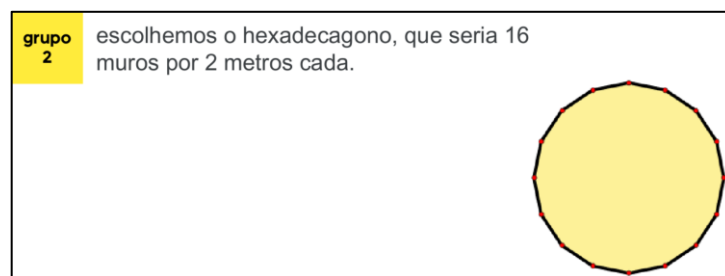 grupo
2
escolhemos o hexadecagono, que seria 16
muros por 2 metros cada.